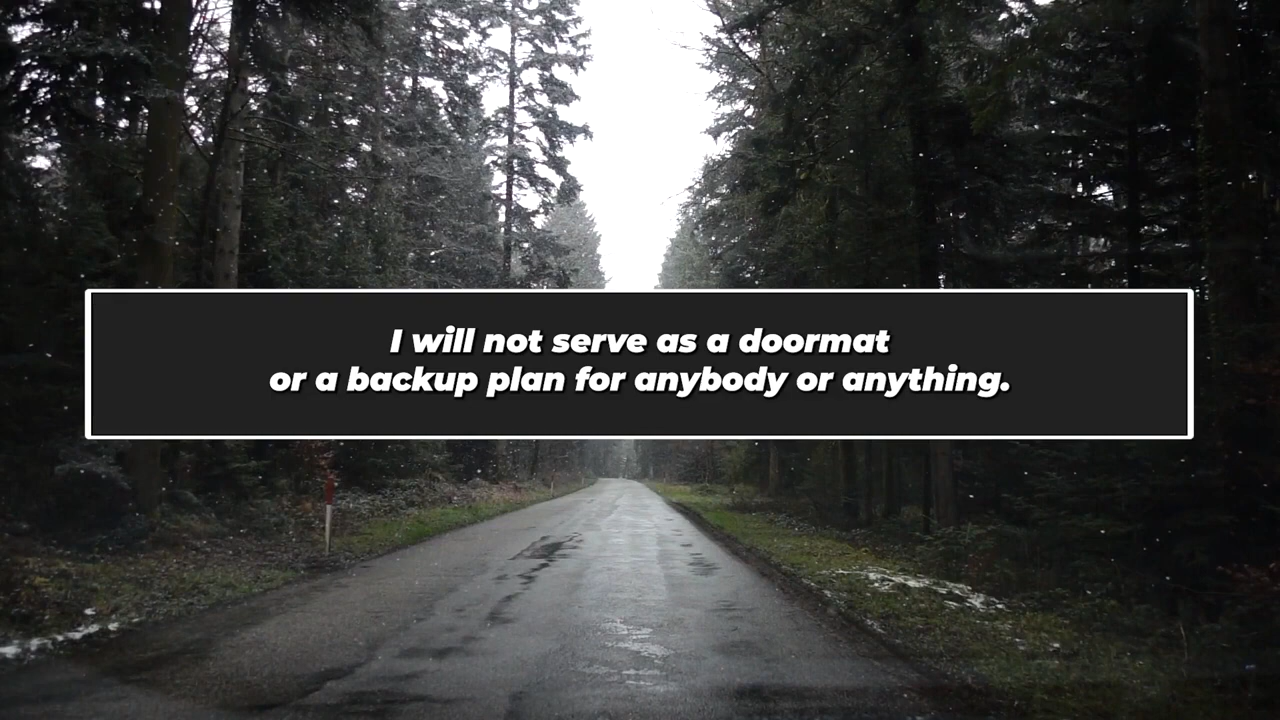 I will not serve as a doormat
or a backup plan for anybody or anything.